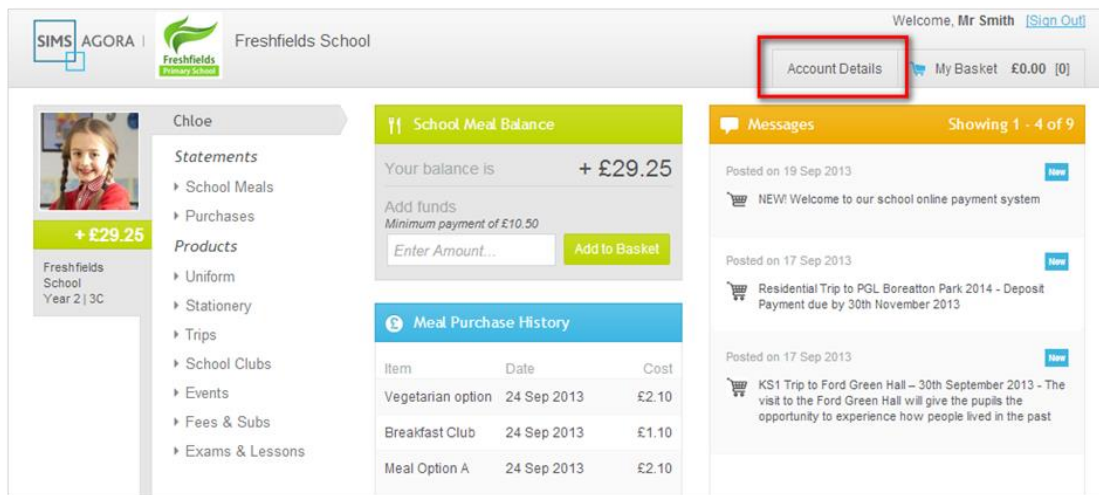 Welcome, Mr Smith [Sign Out]
SIMS AGORA |
Freshfields
Primary School
Freshfields School
Account Details
My Basket £0.00 [0]
+ £29.25
Freshfields
School
Year 2 | 3C
Chloe
Statements
School Meals
Purchases
Products
Uniform
Stationery
Trips
School Clubs
Events
Fees & Subs
Exams & Lessons
School Meal Balance
Your balance is + £29.25
Add funds
Minimum payment of £10.50
Enter Amount... Add to Basket
£ Meal Purchase History
Item Date Cost
Vegetarian option 24 Sep 2013 £2.10
Breakfast Club 24 Sep 2013 £1.10
Meal Option A 24 Sep 2013 £2.10
Messages Showing 1 - 4 of 9
Posted on 19 Sep 2013 New
NEW! Welcome to our school online payment system
Posted on 17 Sep 2013 New
Residential Trip to PGL Boreatton Park 2014 - Deposit
Payment due by 30th November 2013
Posted on 17 Sep 2013 New
KS1 Trip to Ford Green Hall – 30th September 2013 - The
visit to the Ford Green Hall will give the pupils the
opportunity to experience how people lived in the past